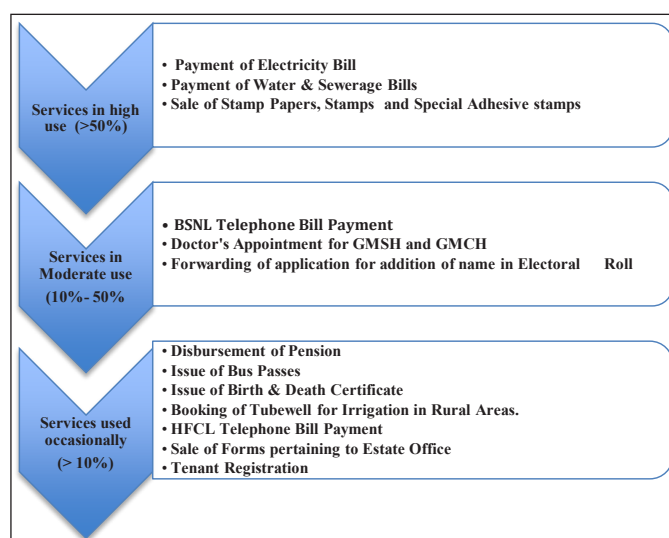 Services in high
use (>50%)
• Payment of Electricity Bill
• Payment of Water & Sewerage Bills
• Sale of Stamp Papers, Stamps and Special Adhesive stamps
Services in
Moderate use
(10%- 50%
• BSNL Telephone Bill Payment
• Doctor's Appointment for GMSH and GMCH
• Forwarding of application for addition of name in Electoral Roll
Services used
occasionally
(> 10%)
• Disbursement of Pension
• Issue of Bus Passes
• Issue of Birth & Death Certificate
• Booking of Tubewell for Irrigation in Rural Areas.
• HFCL Telephone Bill Payment
• Sale of Forms pertaining to Estate Office
• Tenant Registration